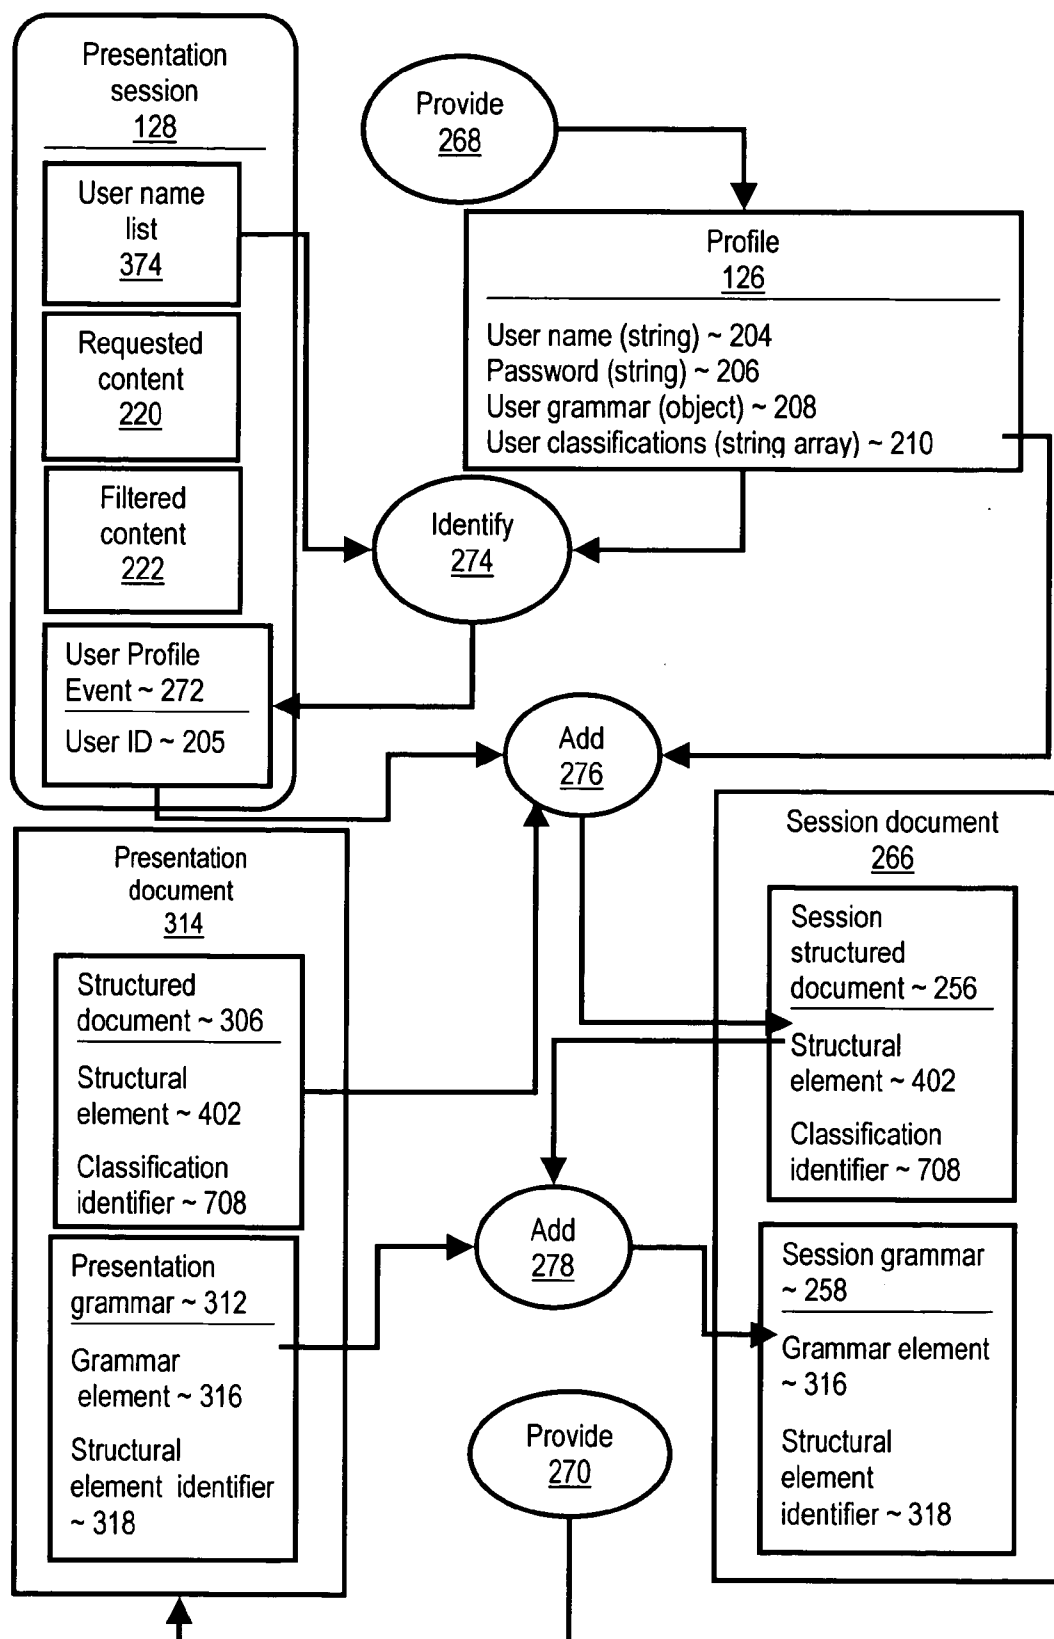 Presentation
session
128
User name
list
374
Requested
content
220
Filtered
content
222
User Profile
Event ~ 272
User ID ~ 205
Provide
268
Profile
126
User name (string) ~ 204
Password (string) ~ 206
User grammar (object) ~ 208
User classifications (string array) ~ 210
Identify
274
Add
276
Presentation
document
314
Structured
document ~ 306
Structural
element ~ 402
Classification
identifier ~ 708
Presentation
grammar ~ 312
Grammar
element ~ 316
Structural
element identifier
~ 318
Add
278
Provide
270
Session document
266
Session
structured
document ~ 256
Structural
element ~ 402
Classification
identifier ~ 708
Session grammar
~ 258
Grammar element
~ 316
Structural
element
identifier ~ 318